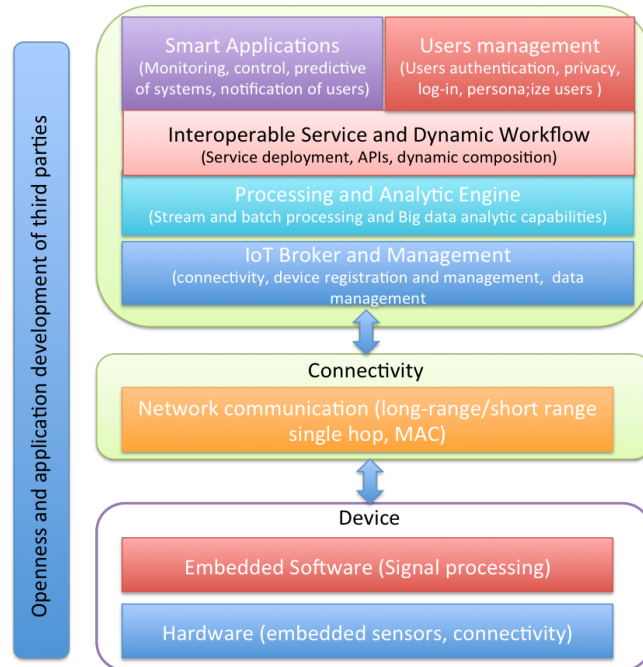 Openness and application development of third parties
Smart Applications
(Monitoring, control, predictive
of systems, notification of users)
Users management
(Users authentication, privacy,
log-in, persona;ize users )
Interoperable Service and Dynamic Workflow
(Service deployment, APIs, dynamic composition)
Processing and Analytic Engine
(Stream and batch processing and Big data analytic capabilities)
IoT Broker and Management
(connectivity, device registration and management, data
management
Connectivity
Network communication (long-range/short range
single hop, MAC)
Device
Embedded Software (Signal processing)
Hardware (embedded sensors, connectivity)